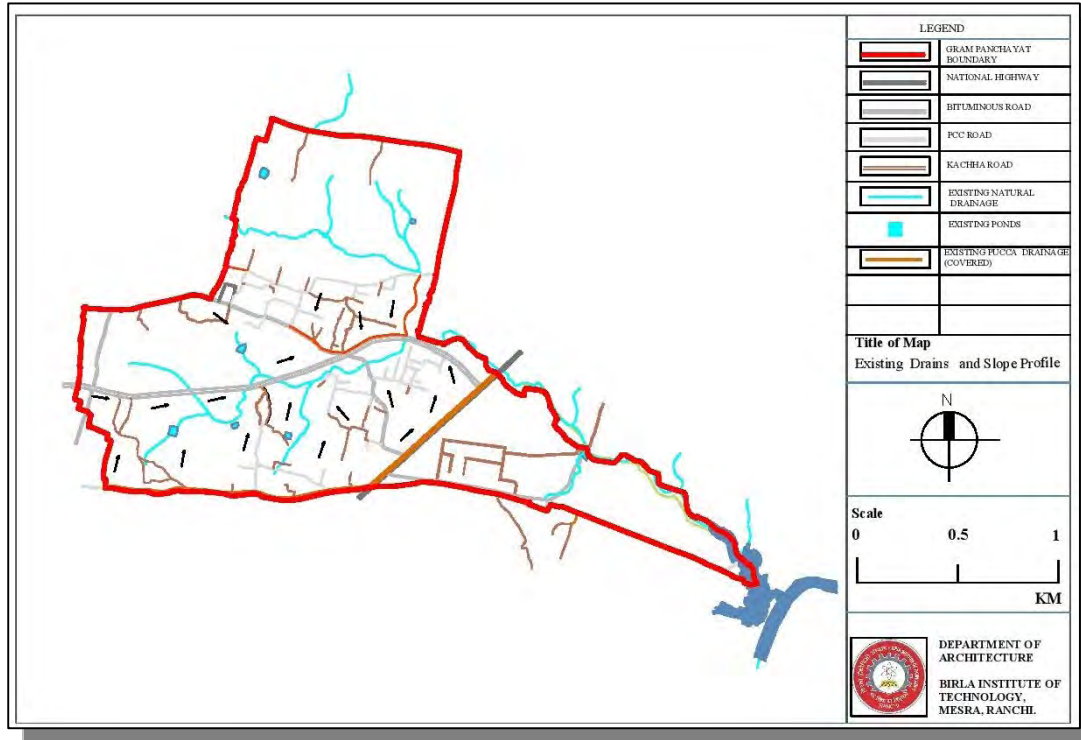 LEGEND
GRAM PANCHAYAT
BOUNDARY
NATIONAL HIGHWAY
BITUMINOUS ROAD
PCC ROAD
KACHHA ROAD
EXISTING NATURAL
DRAINAGE
EXISTING PONDS
EXISTING PUCCA DRAINAGE
(COVERED)
Title of Map
Existing Drains and Slope Profile
N
Scale
0 0.5 1
KM
DEPARTMENT OF
ARCHITECTURE
BIRLA INSTITUTE OF
TECHNOLOGY,
MESRA, RANCHI.